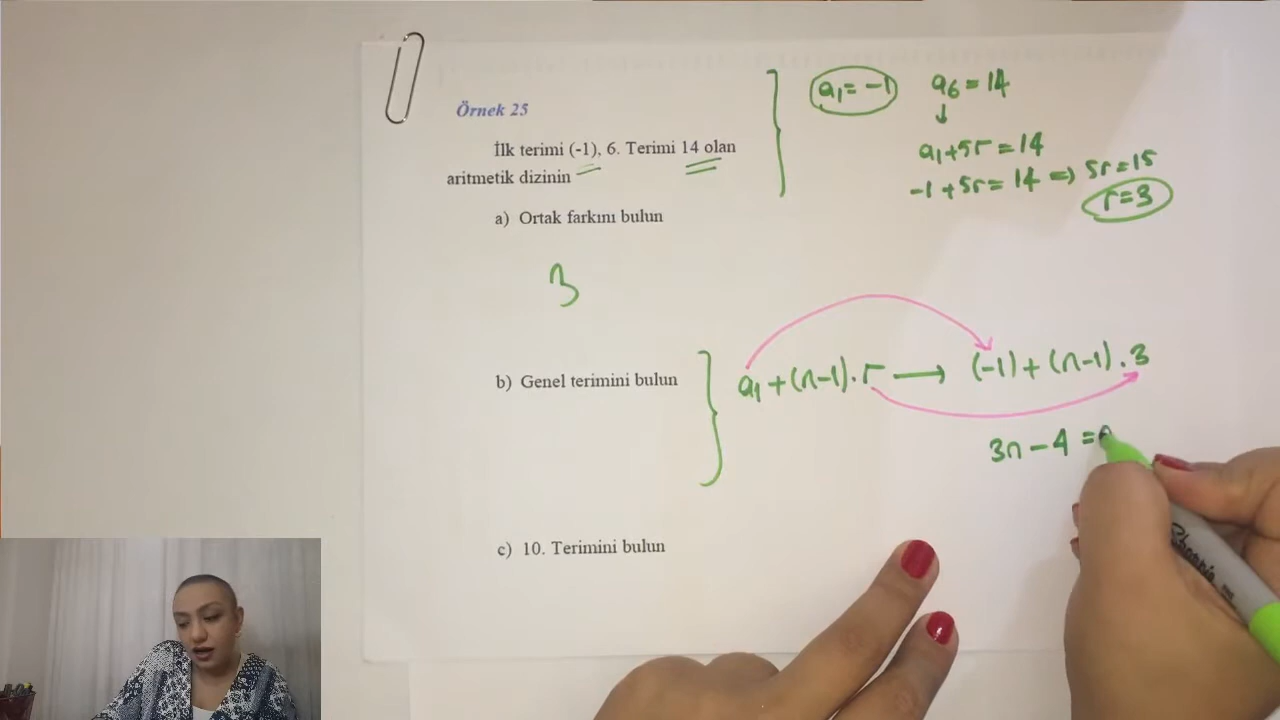 Örnek 25
İlk terimi (-1), 6. Terimi 14 olan
aritmetik dizinin
a) Ortak farkını bulun
3
b) Genel terimini bulun
c) 10. Terimini bulun
a₁ = -1
a₆ = 14
↓
a₁ + 5r = 14
-1 + 5r = 14 ⇒ 5r = 15
r = 3
a₁ + (n-1) . r → (-1) + (n-1) . 3
3n - 4 =
Sharpie